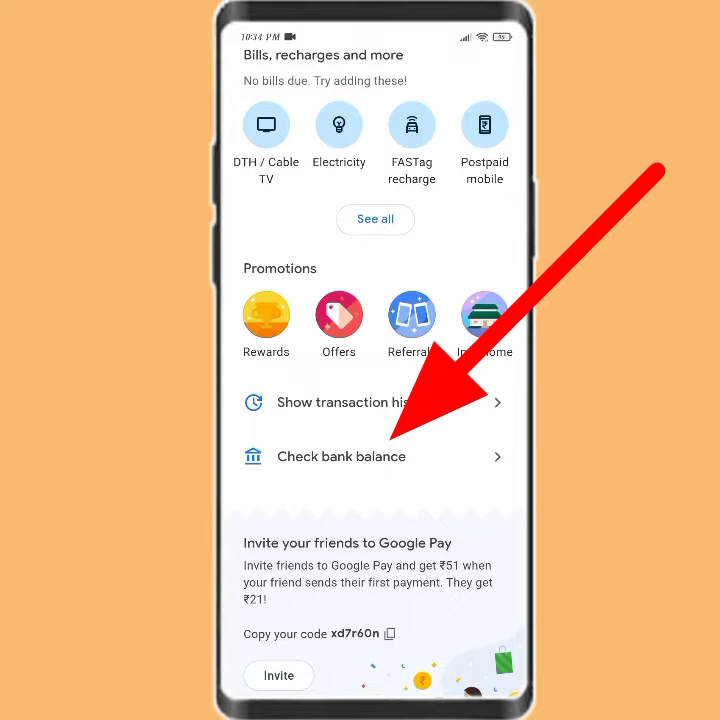 10:34 PM
95
Bills, recharges and more
No bills due. Try adding these!
DTH / Cable TV
Electricity
FASTag recharge
Postpaid mobile
See all
Promotions
Rewards
Offers
Show transaction
Check bank balance
Invite your friends to Google Pay
Invite friends to Google Pay and get ₹51 when
your friend sends their first payment. They get
₹21!
Copy your code xd7r60n
Invite